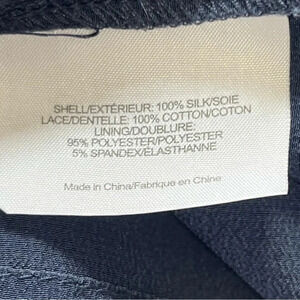 SHELL/EXTÉRIEUR: 100% SILK/SOIE
LACE/DENTELLE: 100% COTTON/COTON
LINING/DOUBLURE:
95% POLYESTER/POLYESTER
5% SPANDEX/ÉLASTHANNE
Made in China/Fabriqué en Chine